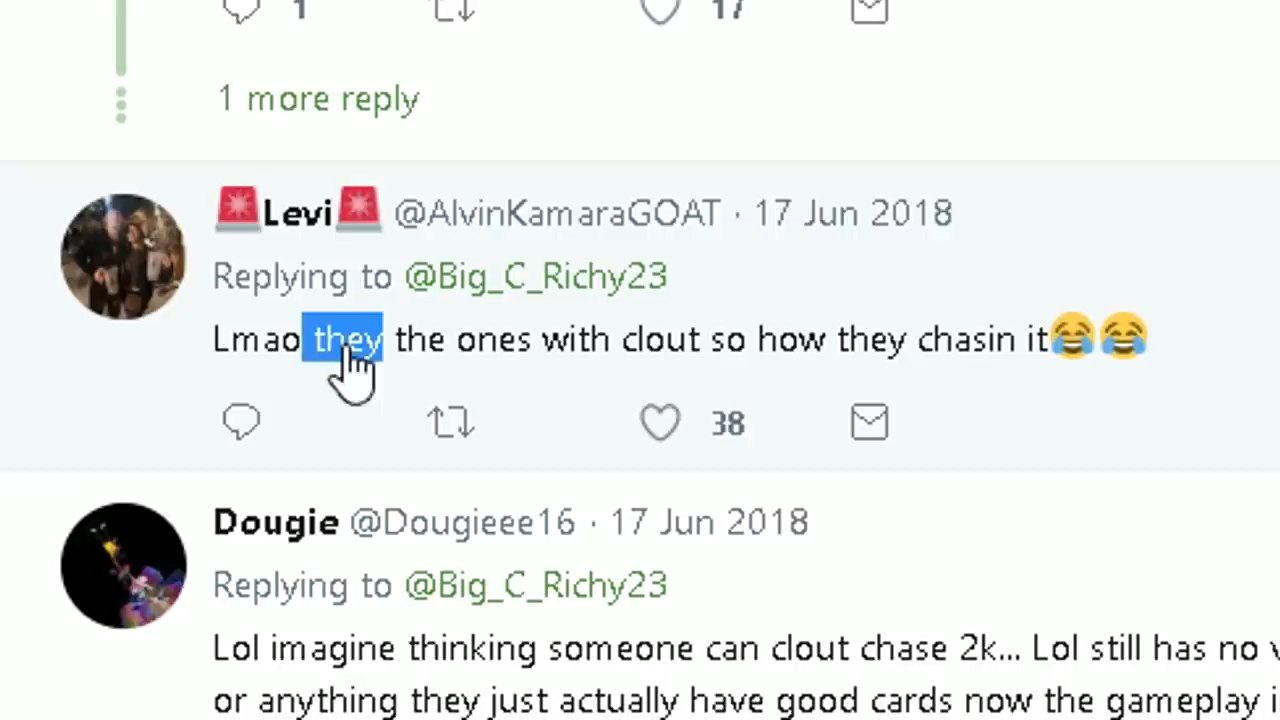 1 17
1 more reply
🚨Levi🚨 @AlvinKamaraGOAT · 17 Jun 2018
Replying to @Big_C_Richy23
Lmao they the ones with clout so how they chasin it😂😂
38
Dougie @Dougieee16 · 17 Jun 2018
Replying to @Big_C_Richy23
Lol imagine thinking someone can clout chase 2k... Lol still has no
or anything they just actually have good cards now the gameplay